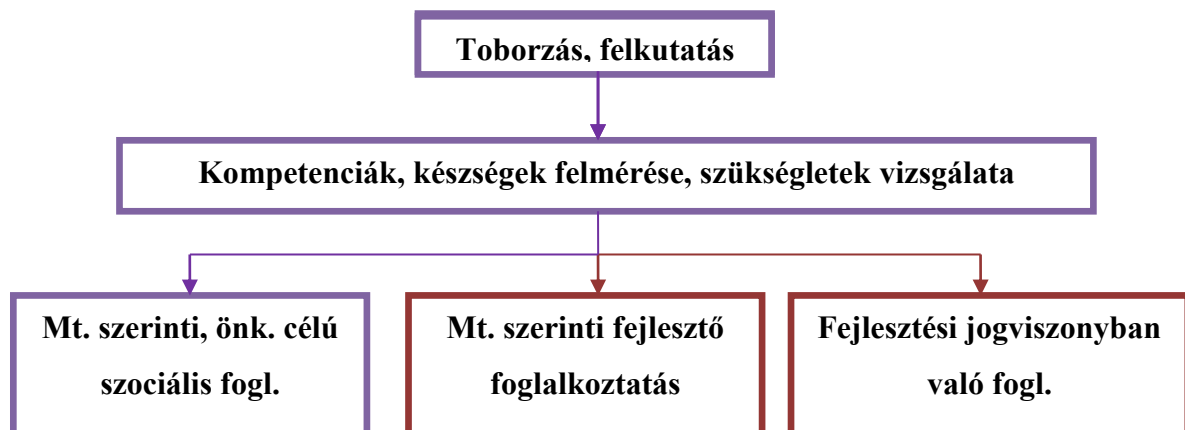 Toborzás, felkutatás
Kompetenciák, készségek felmérése, szükségletek vizsgálata
Mt. szerinti, önk. célú
szociális fogl.
Mt. szerinti fejlesztő
foglalkoztatás
Fejlesztési jogviszonyban
való fogl.